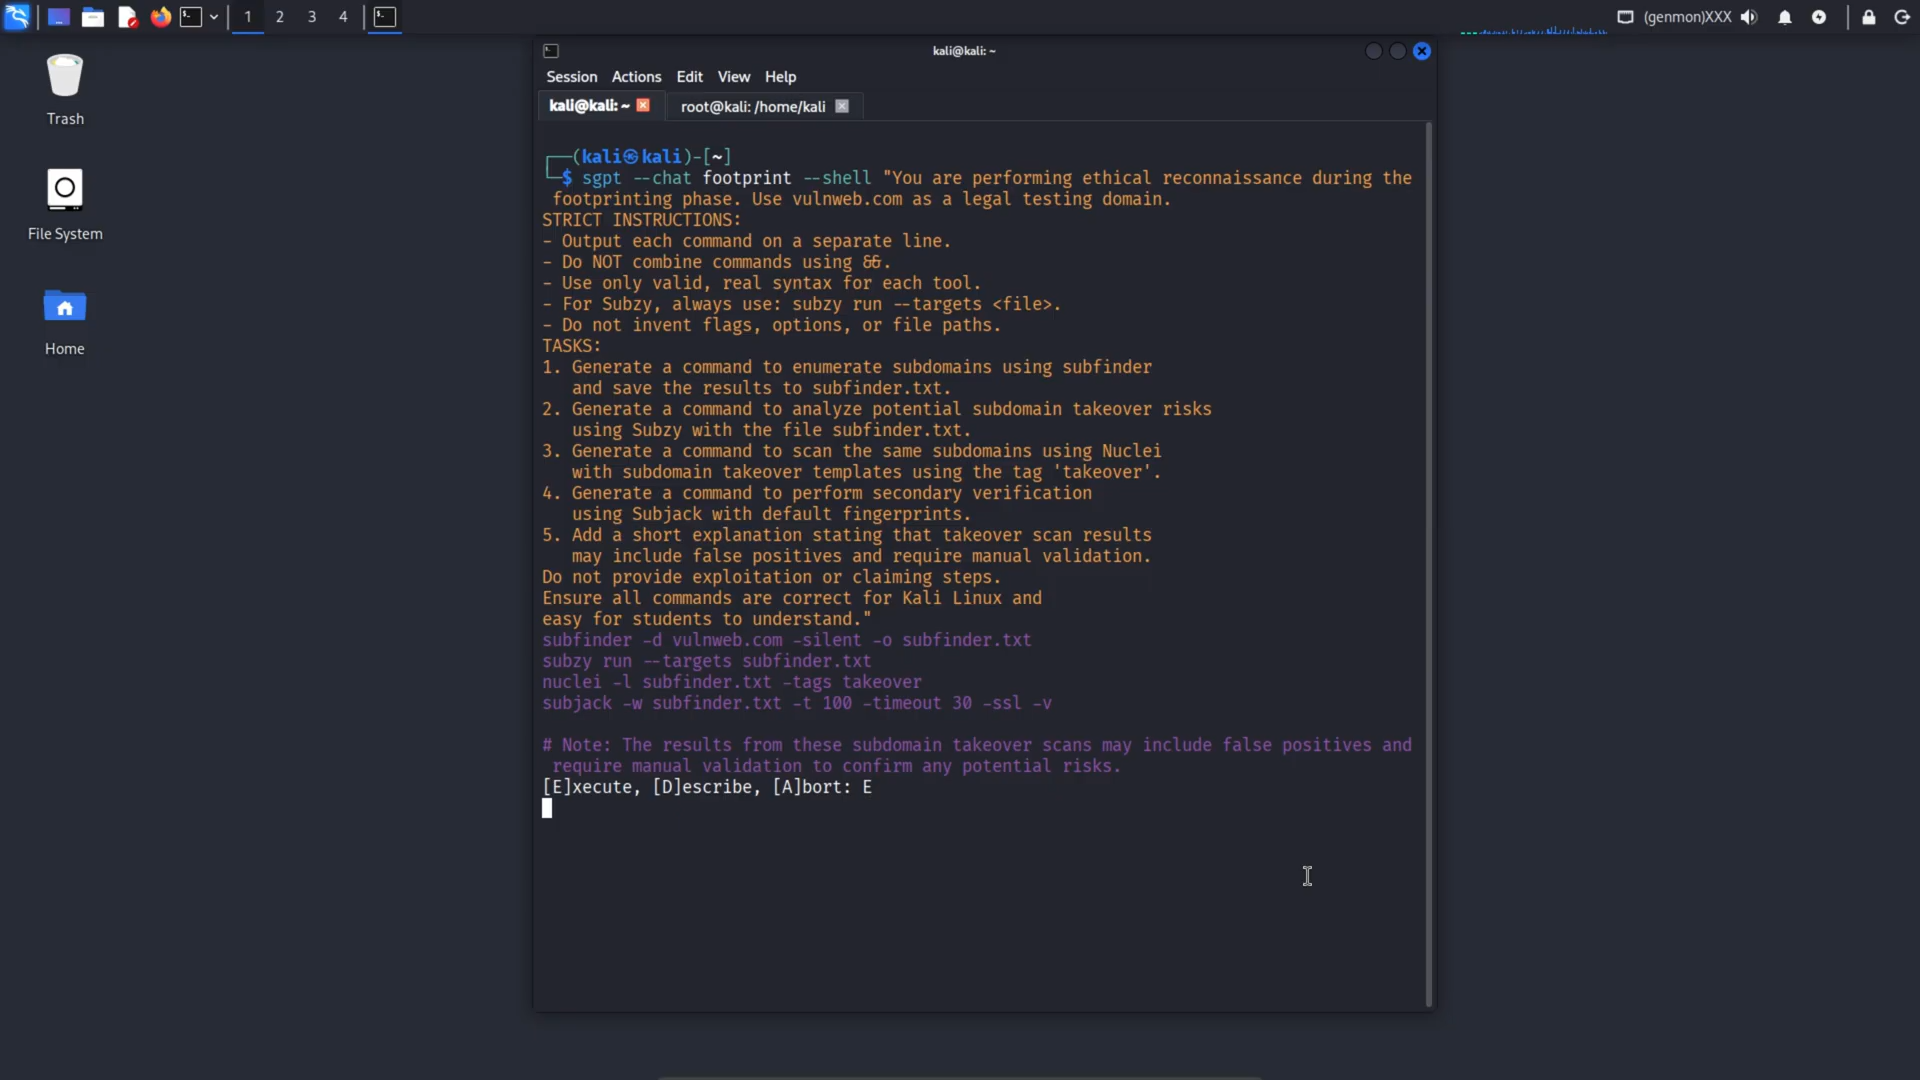 1 2 3 4
(genmon)XXX
Trash
File System
Home
kali@kali: ~
Session Actions Edit View Help
kali@kali: ~ root@kali: /home/kali
┌──(kali㉿kali)-[~]
└─$ sgpt --chat footprint --shell "You are performing ethical reconnaissance during the
footprinting phase. Use vulnweb.com as a legal testing domain.
STRICT INSTRUCTIONS:
- Output each command on a separate line.
- Do NOT combine commands using &&.
- Use only valid, real syntax for each tool.
- For Subzy, always use: subzy run --targets <file>.
- Do not invent flags, options, or file paths.
TASKS:
1. Generate a command to enumerate subdomains using subfinder
and save the results to subfinder.txt.
2. Generate a command to analyze potential subdomain takeover risks
using Subzy with the file subfinder.txt.
3. Generate a command to scan the same subdomains using Nuclei
with subdomain takeover templates using the tag 'takeover'.
4. Generate a command to perform secondary verification
using Subjack with default fingerprints.
5. Add a short explanation stating that takeover scan results
may include false positives and require manual validation.
Do not provide exploitation or claiming steps.
Ensure all commands are correct for Kali Linux and
easy for students to understand."
subfinder -d vulnweb.com -silent -o subfinder.txt
subzy run --targets subfinder.txt
nuclei -l subfinder.txt -tags takeover
subjack -w subfinder.txt -t 100 -timeout 30 -ssl -v
# Note: The results from these subdomain takeover scans may include false positives and
require manual validation to confirm any potential risks.
[E]xecute, [D]escribe, [A]bort: E